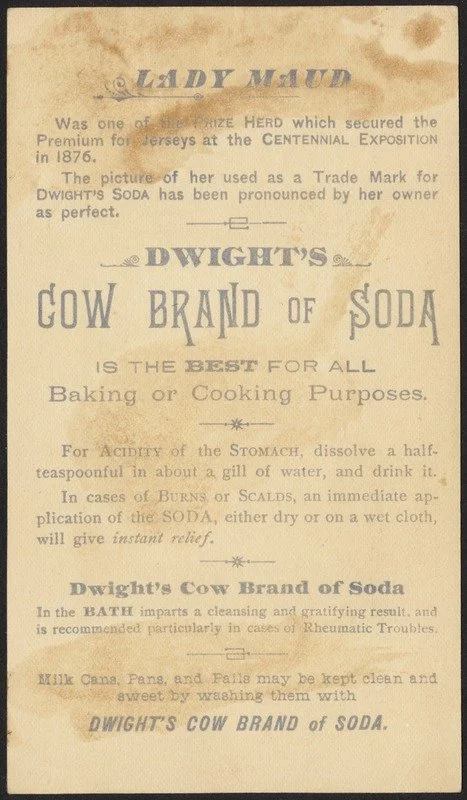 LADY MAUD
Was one of the PRIZE HERD which secured the
Premium for Jerseys at the CENTENNIAL EXPOSITION
in 1876.
The picture of her used as a Trade Mark for
DWIGHT'S SODA has been pronounced by her owner
as perfect.
DWIGHT'S
COW BRAND OF SODA
IS THE BEST FOR ALL
Baking or Cooking Purposes.
For ACIDITY of the STOMACH, dissolve a half-
teaspoonful in about a gill of water, and drink it.
In cases of BURNS or SCALDS, an immediate ap-
plication of the SODA, either dry or on a wet cloth,
will give instant relief.
Dwight's Cow Brand of Soda
In the BATH imparts a cleansing and gratifying result, and
is recommended particularly in cases of Rheumatic Troubles.
Milk Cans, Pans, and Pails may be kept clean and
sweet by washing them with
DWIGHT'S COW BRAND of SODA.